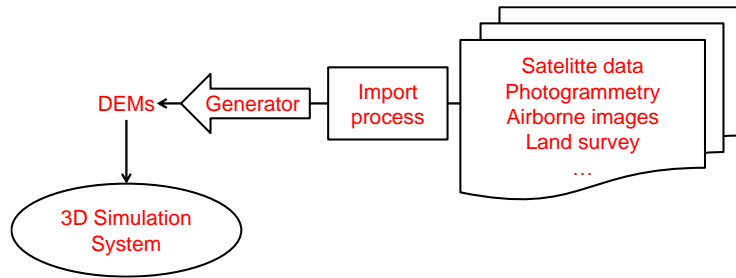 Satelitte data
Photogrammetry
Airborne images
Land survey
…
Import
process
Generator
DEMs
3D Simulation
System